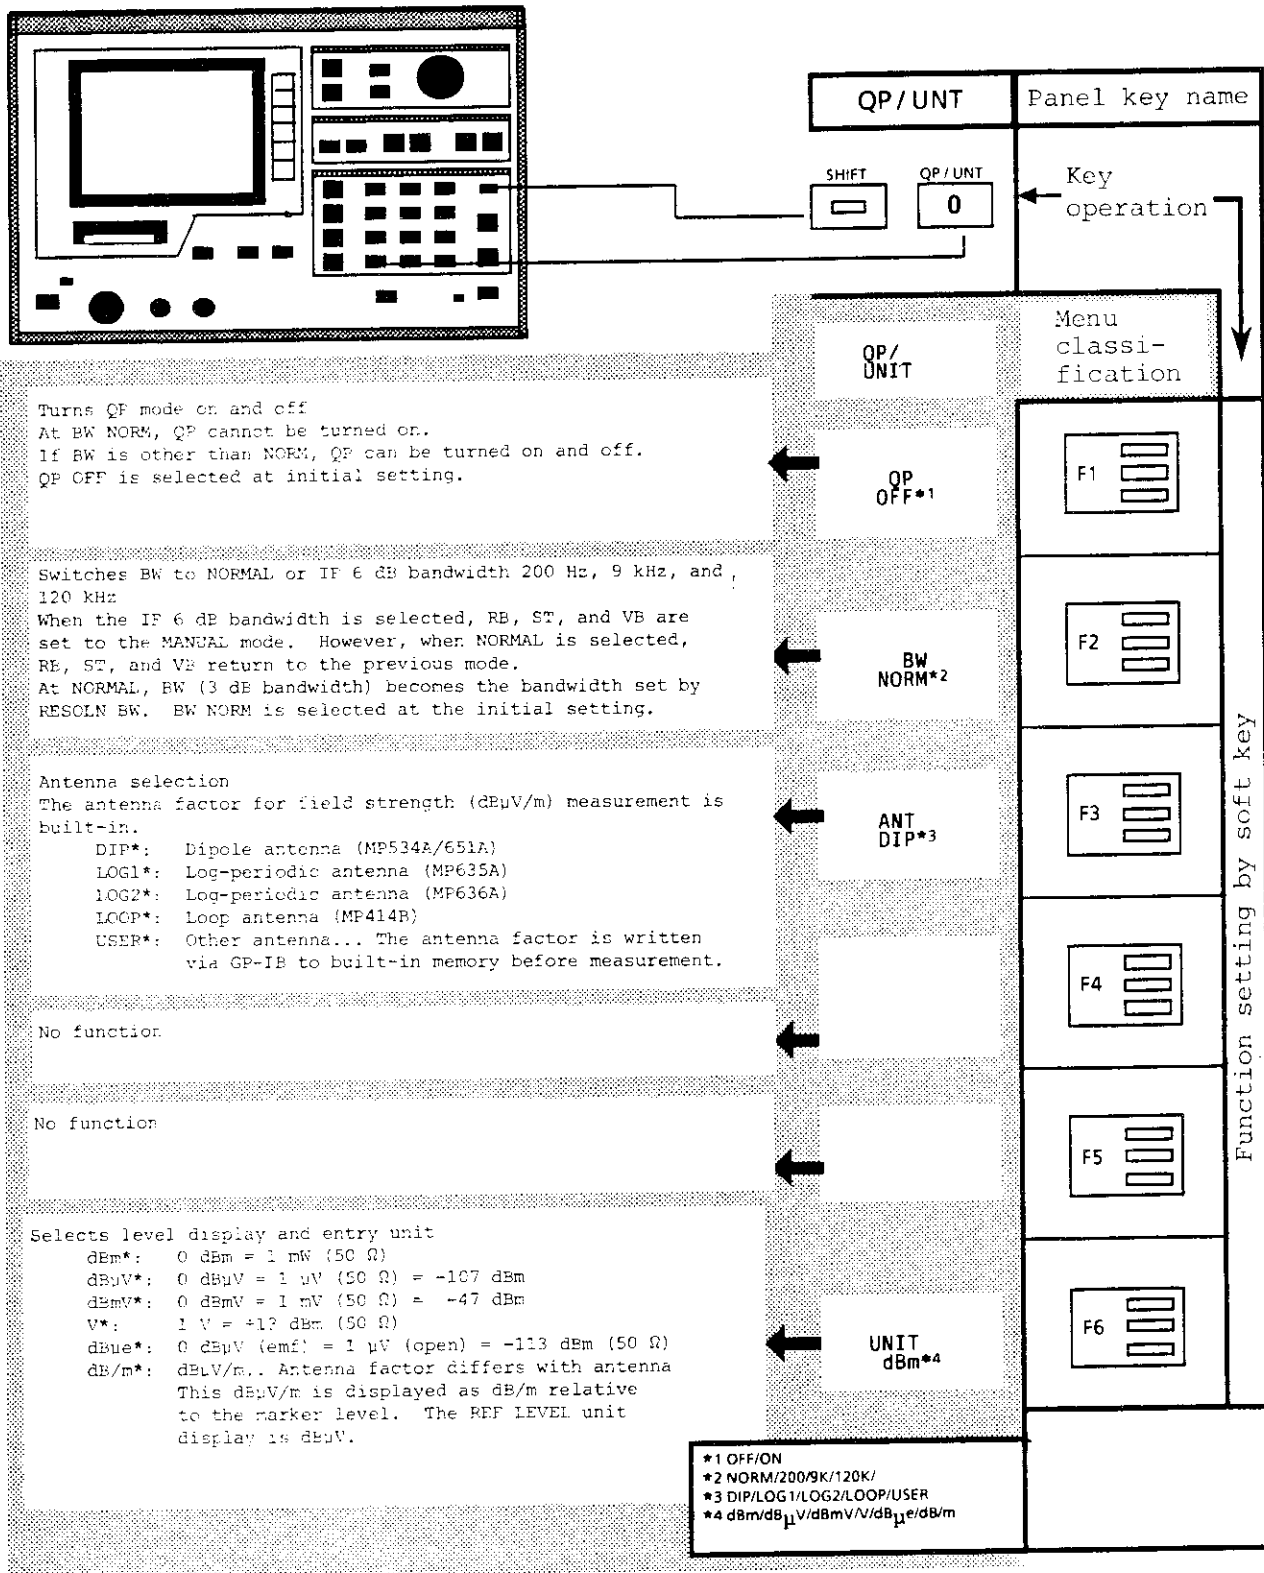 QP/UNT
Panel key name
SHIFT
QP/UNT
0
Key
operation
Menu
classi-
fication
QP/
UNIT
Turns QP mode on and off
At BW NORM, QP cannot be turned on.
If BW is other than NORM, QP can be turned on and off.
QP OFF is selected at initial setting.
QP
OFF*1
F1
Switches BW to NORMAL or IF 6 dB bandwidth 200 Hz, 9 kHz, and
120 kHz
When the IF 6 dB bandwidth is selected, RB, ST, and VB are
set to the MANUAL mode. However, when NORMAL is selected,
RB, ST, and VB return to the previous mode.
At NORMAL, BW (3 dB bandwidth) becomes the bandwidth set by
RESOLN BW. BW NORM is selected at the initial setting.
BW
NORM*2
F2
Antenna selection
The antenna factor for field strength (dBμV/m) measurement is
built-in.
DIP*: Dipole antenna (MP534A/651A)
LOG1*: Log-periodic antenna (MP635A)
LOG2*: Log-periodic antenna (MP636A)
LOOP*: Loop antenna (MP414B)
USER*: Other antenna... The antenna factor is written
via GP-IB to built-in memory before measurement.
ANT
DIP*3
F3
No function
F4
No function
F5
Selects level display and entry unit
dBm*: 0 dBm = 1 mW (50 Ω)
dBμV*: 0 dBμV = 1 μV (50 Ω) = -107 dBm
dBmV*: 0 dBmV = 1 mV (50 Ω) = -47 dBm
V*: 1 V = +13 dBm (50 Ω)
dBμe*: 0 dBμV (emf) = 1 μV (open) = -113 dBm (50 Ω)
dB/m*: dBμV/m.. Antenna factor differs with antenna
This dBμV/m is displayed as dB/m relative
to the marker level. The REF LEVEL unit
display is dBμV.
UNIT
dBm*4
F6
Function setting by soft key
*1 OFF/ON
*2 NORM/200/9K/120K/
*3 DIP/LOG1/LOG2/LOOP/USER
*4 dBm/dBμV/dBmV/V/dBμe/dB/m